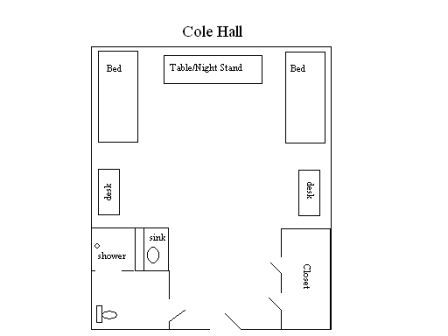 Cole Hall
Bed
Table/Night Stand
Bed
desk
desk
sink
shower
Closet